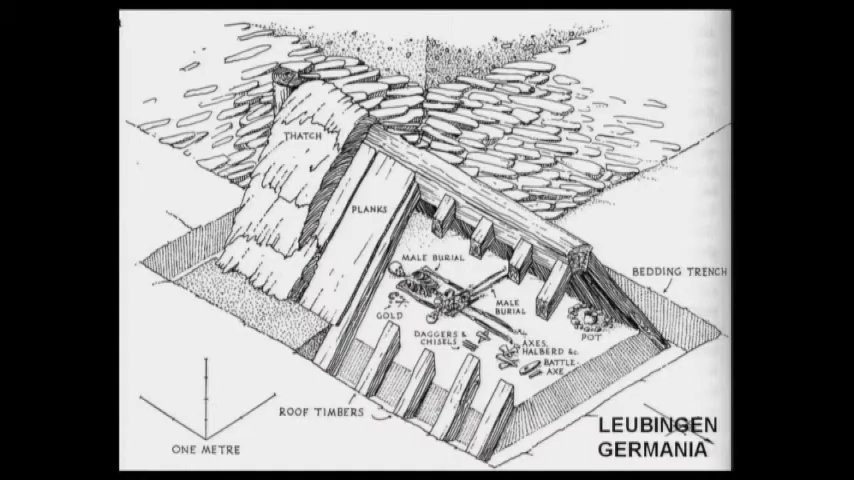 THATCH
PLANKS
MALE BURIAL
BEDDING TRENCH
MALE
BURIAL
GOLD
DAGGERS &
CHISELS
AXES,
HALBERD &c.
POT
BATTLE-
AXE
ROOF TIMBERS
ONE METRE
LEUBINGEN
GERMANIA